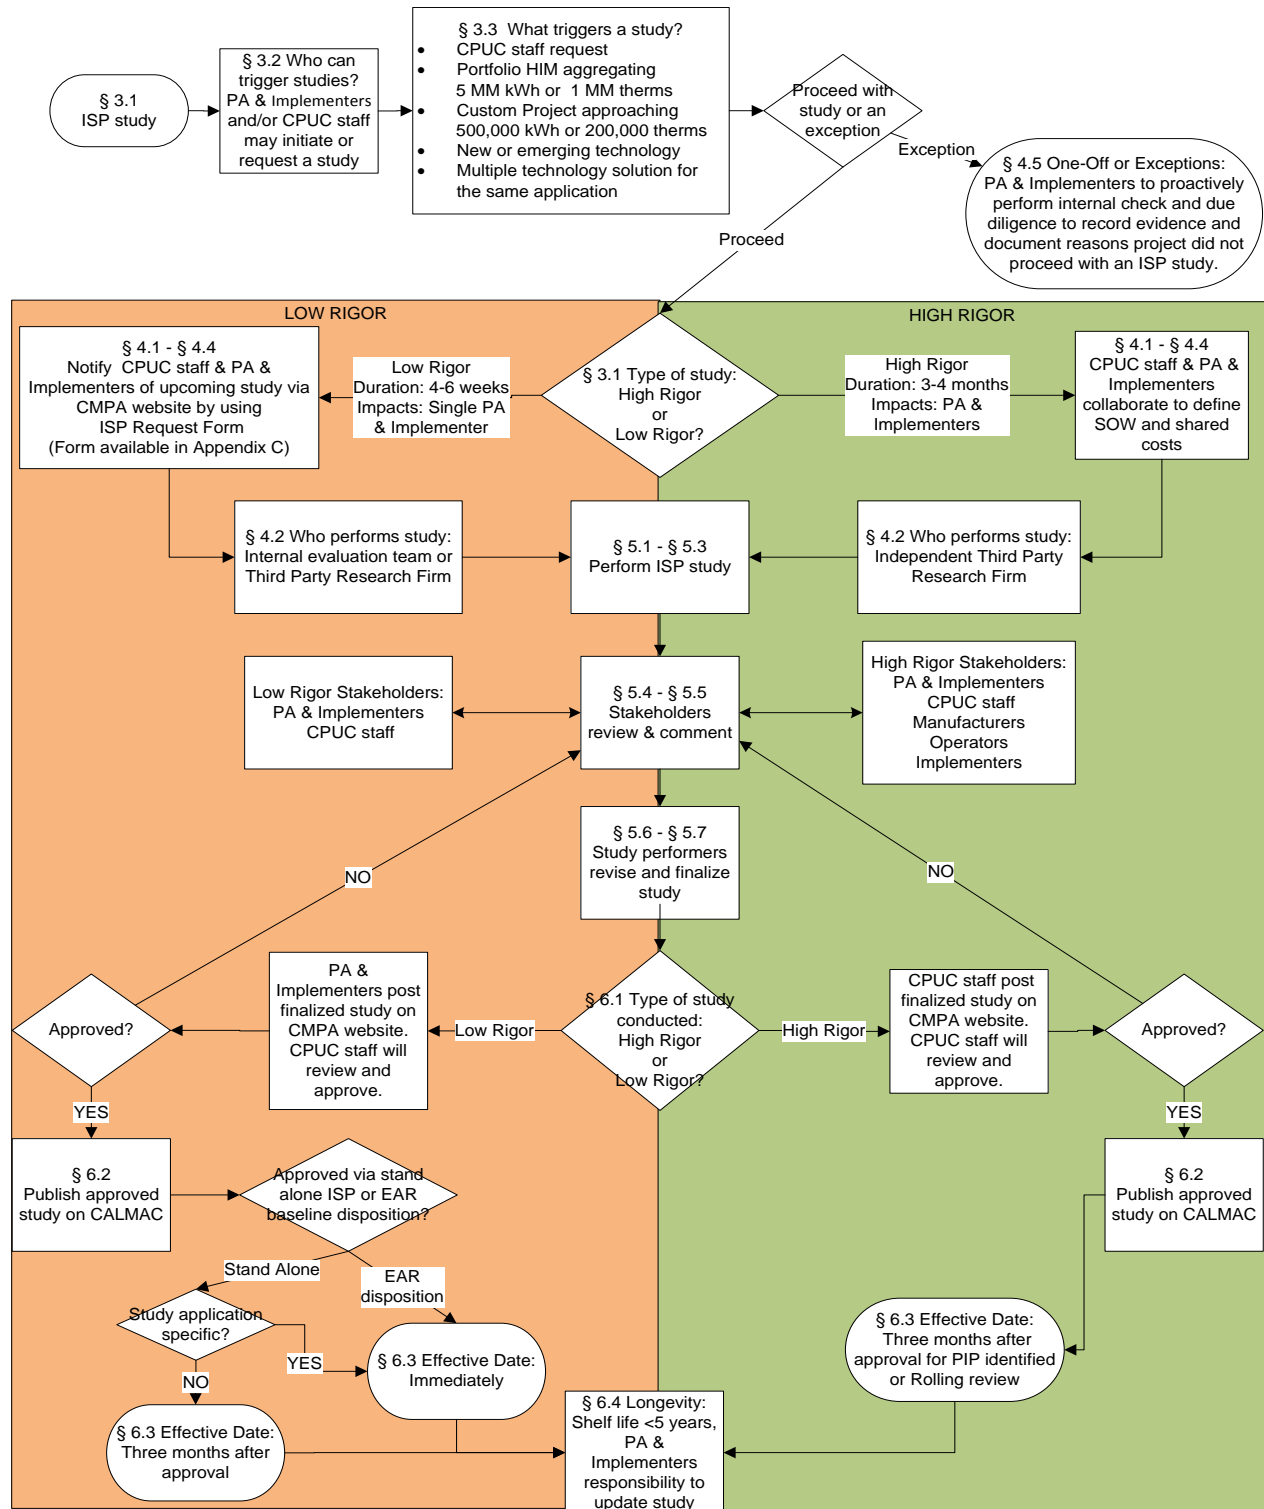 § 3.1
ISP study
§ 3.2 Who can
trigger studies?
PA & Implementers
and/or CPUC staff
may initiate or
request a study
§ 3.3  What triggers a study?
• CPUC staff request
• Portfolio HIM aggregating
5 MM kWh or  1 MM therms
• Custom Project approaching
500,000 kWh or 200,000 therms
• New or emerging technology
• Multiple technology solution for
the same application
Proceed with
study or an
exception
Exception
§ 4.5 One-Off or Exceptions:
PA & Implementers to proactively
perform internal check and due
diligence to record evidence and
document reasons project did not
proceed with an ISP study.
Proceed
LOW RIGOR
HIGH RIGOR
§ 4.1 - § 4.4
Notify  CPUC staff & PA &
Implementers of upcoming study via
CMPA website by using
ISP Request Form
(Form available in Appendix C)
Low Rigor
Duration: 4-6 weeks
Impacts: Single PA
& Implementer
§ 3.1 Type of study:
High Rigor
or
Low Rigor?
High Rigor
Duration: 3-4 months
Impacts: PA &
Implementers
§ 4.1 - § 4.4
CPUC staff & PA &
Implementers
collaborate to define
SOW and shared
costs
§ 4.2 Who performs study:
Internal evaluation team or
Third Party Research Firm
§ 5.1 - § 5.3
Perform ISP study
§ 4.2 Who performs study:
Independent Third Party
Research Firm
Low Rigor Stakeholders:
PA & Implementers
CPUC staff
§ 5.4 - § 5.5
Stakeholders
review & comment
High Rigor Stakeholders:
PA & Implementers
CPUC staff
Manufacturers
Operators
Implementers
§ 5.6 - § 5.7
Study performers
revise and finalize
study
NO
NO
Approved?
PA &
Implementers post
finalized study on
CMPA website.
CPUC staff will
review and
approve.
Low Rigor
§ 6.1 Type of study
conducted:
High Rigor
or
Low Rigor?
High Rigor
CPUC staff post
finalized study on
CMPA website.
CPUC staff will
review and
approve.
Approved?
YES
YES
§ 6.2
Publish approved
study on CALMAC
Approved via stand
alone ISP or EAR
baseline disposition?
§ 6.2
Publish approved
study on CALMAC
Stand Alone
EAR
disposition
Study application
specific?
YES
NO
§ 6.3 Effective Date:
Immediately
§ 6.3 Effective Date:
Three months after
approval for PIP identified
or Rolling review
§ 6.3 Effective Date:
Three months after
approval
§ 6.4 Longevity:
Shelf life <5 years,
PA &
Implementers
responsibility to
update study